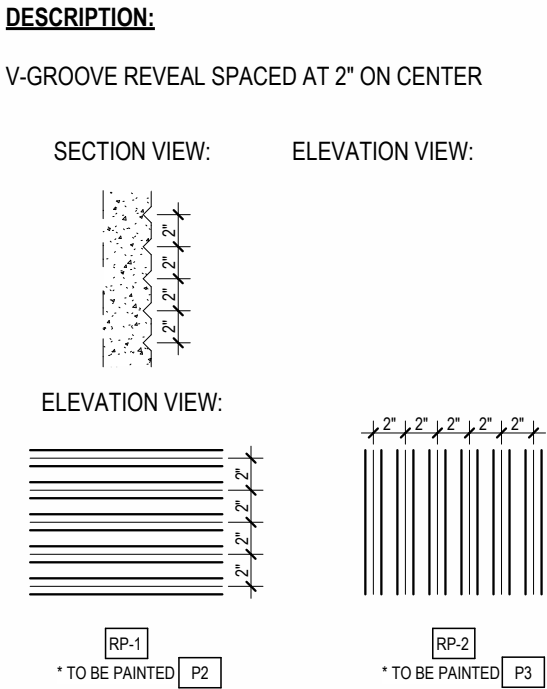 DESCRIPTION:
V-GROOVE REVEAL SPACED AT 2" ON CENTER
SECTION VIEW:
ELEVATION VIEW:
2"
2"
2"
2"
ELEVATION VIEW:
2"
2"
2"
2"
2" 2" 2" 2" 2"
RP-1
* TO BE PAINTED P2
RP-2
* TO BE PAINTED P3